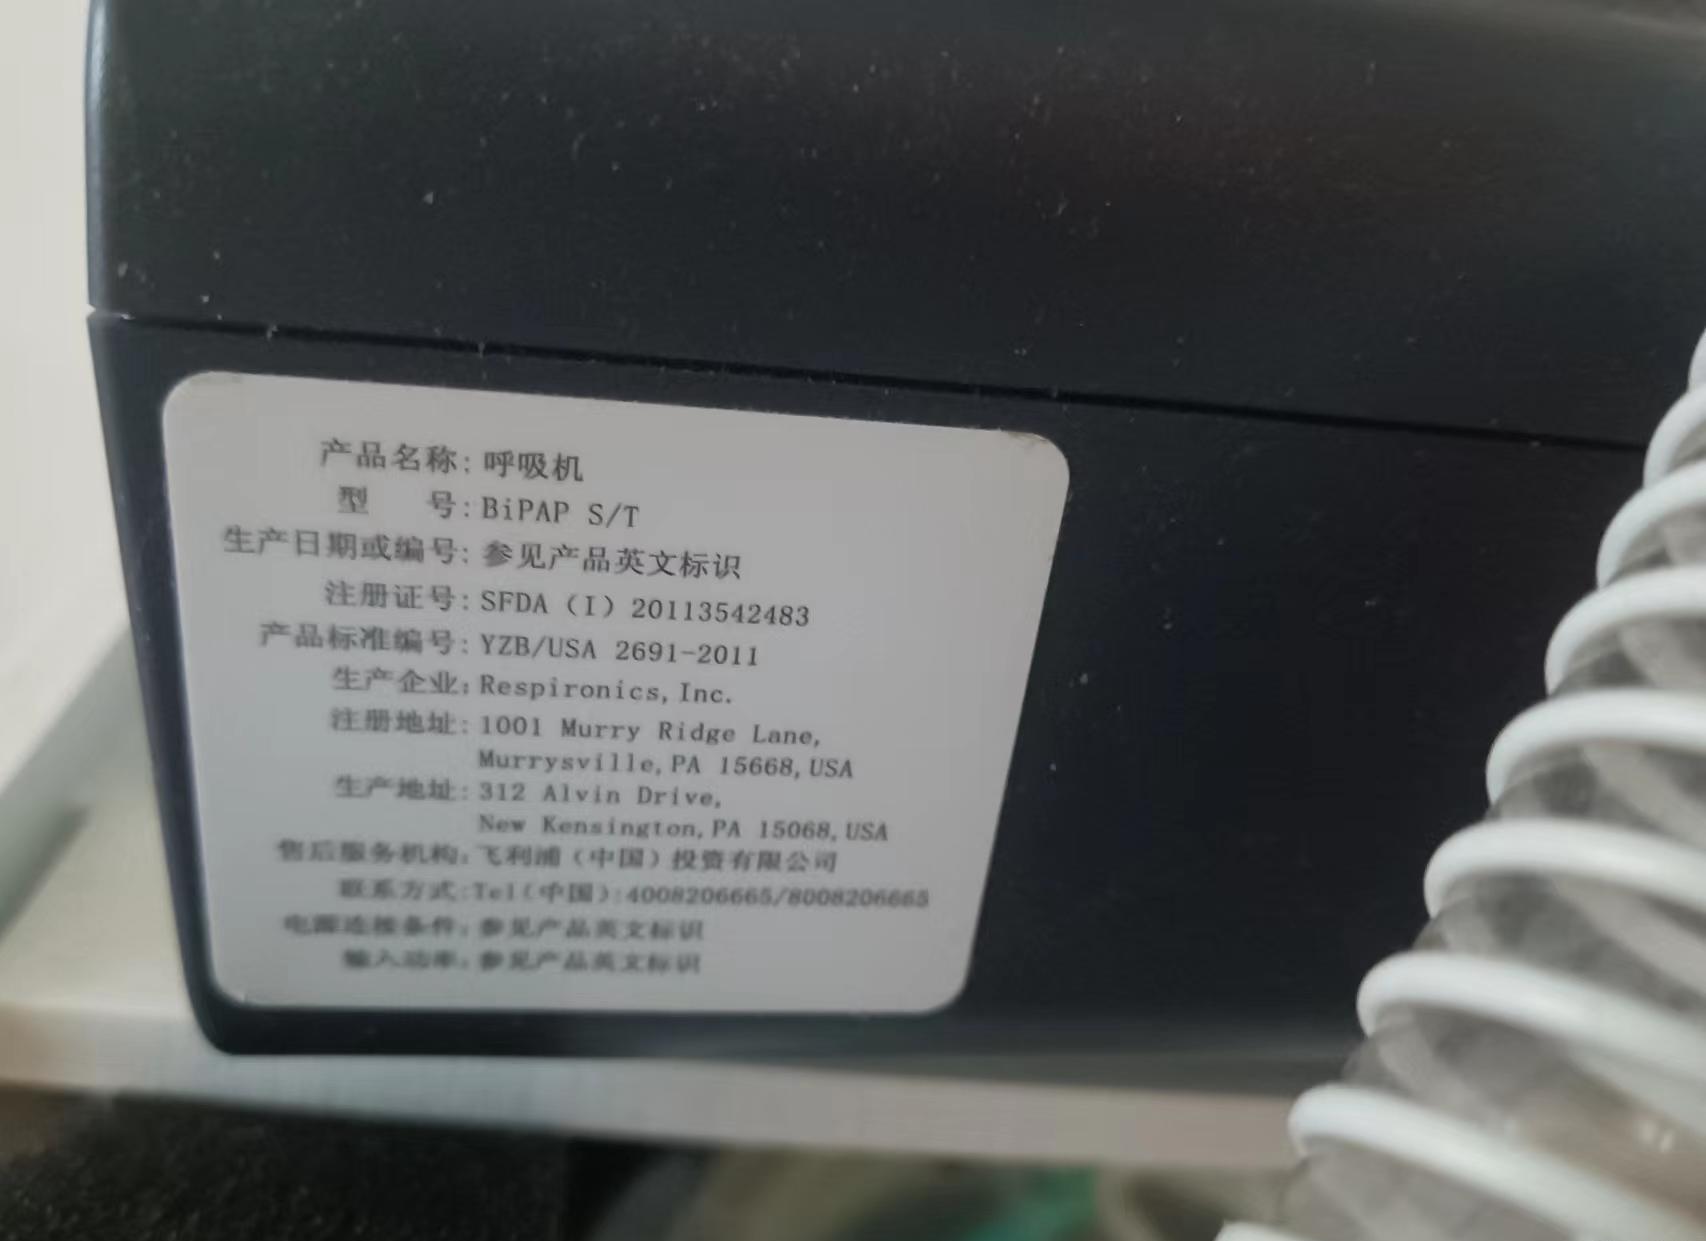 产品名称: 呼吸机
型 号: BiPAP S/T
生产日期或编号: 参见产品英文标识
注册证号: SFDA（I）20113542483
产品标准编号: YZB/USA 2691-2011
生产企业: Respironics, Inc.
注册地址: 1001 Murry Ridge Lane,
Murrysville, PA 15668, USA
生产地址: 312 Alvin Drive,
New Kensington, PA 15068, USA
售后服务机构: 飞利浦（中国）投资有限公司
联系方式: Tel(中国): 4008206665/8008206665
电源连接条件: 参见产品英文标识
输入功率: 参见产品英文标识